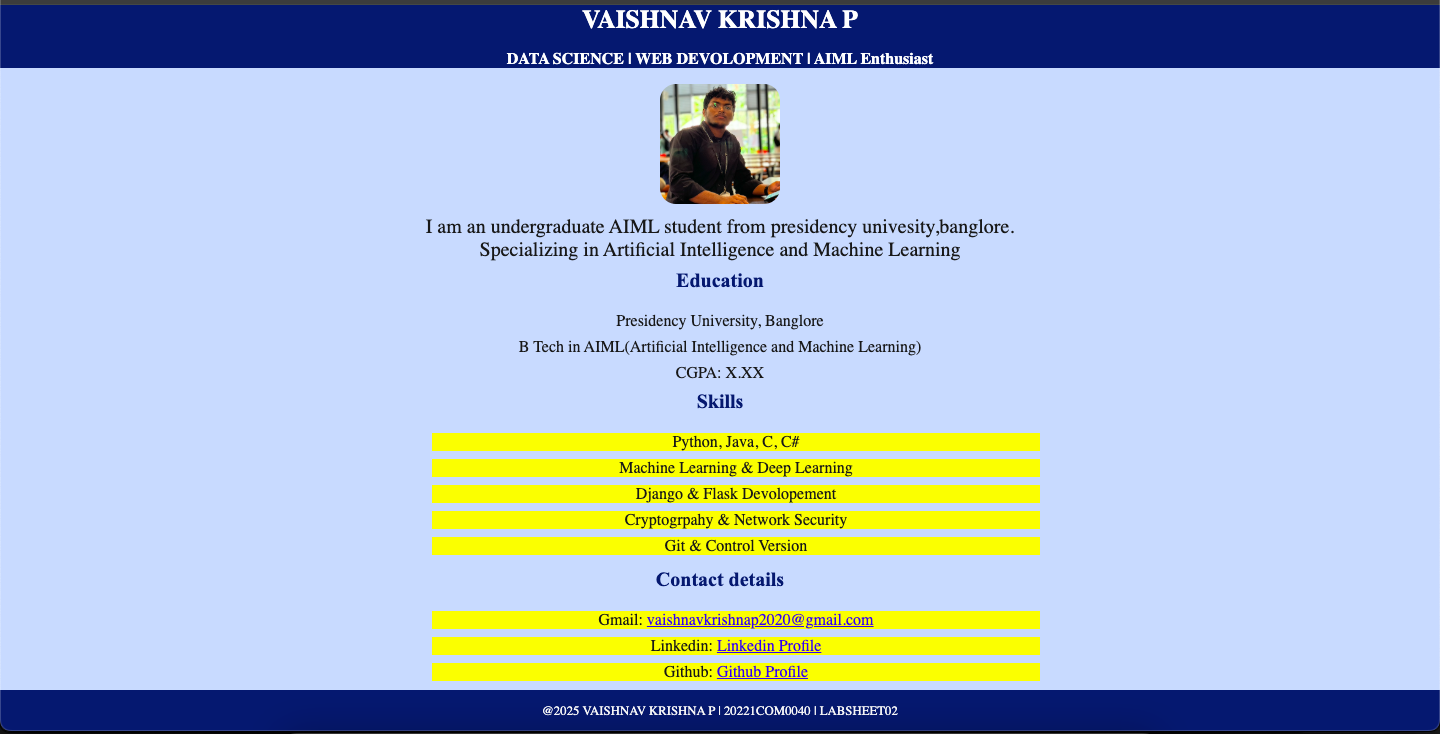 VAISHNAV KRISHNA P
DATA SCIENCE | WEB DEVOLOPMENT | AIML Enthusiast
I am an undergraduate AIML student from presidency univesity,banglore.
Specializing in Artificial Intelligence and Machine Learning
Education
Presidency University, Banglore
B Tech in AIML(Artificial Intelligence and Machine Learning)
CGPA: X.XX
Skills
Python, Java, C, C#
Machine Learning & Deep Learning
Django & Flask Devolopement
Cryptogrpahy & Network Security
Git & Control Version
Contact details
Gmail: vaishnavkrishnap2020@gmail.com
Linkedin: Linkedin Profile
Github: Github Profile
@2025 VAISHNAV KRISHNA P | 20221COM0040 | LABSHEET02